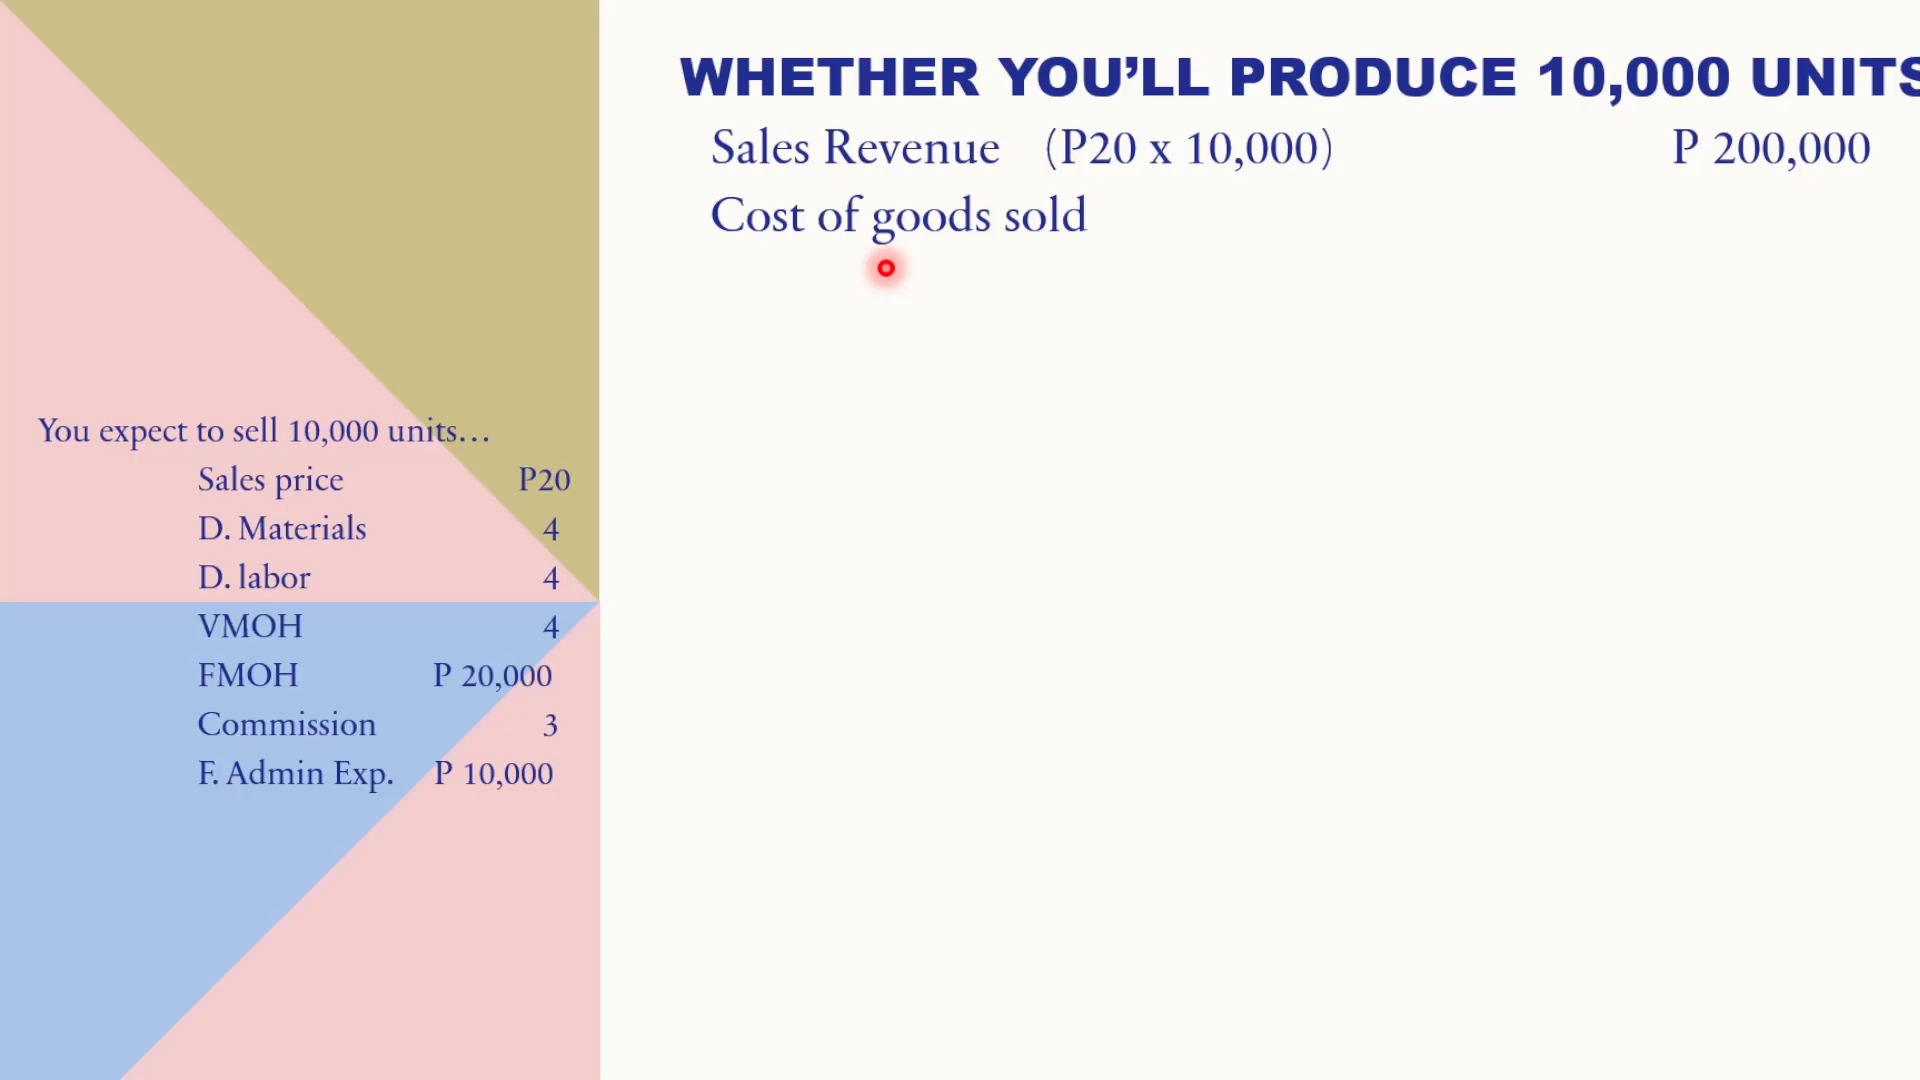 WHETHER YOU’LL PRODUCE 10,000 UNITS
Sales Revenue (P20 x 10,000) P 200,000
Cost of goods sold
You expect to sell 10,000 units…
Sales price P20
D. Materials 4
D. labor 4
VMOH 4
FMOH P 20,000
Commission 3
F. Admin Exp. P 10,000